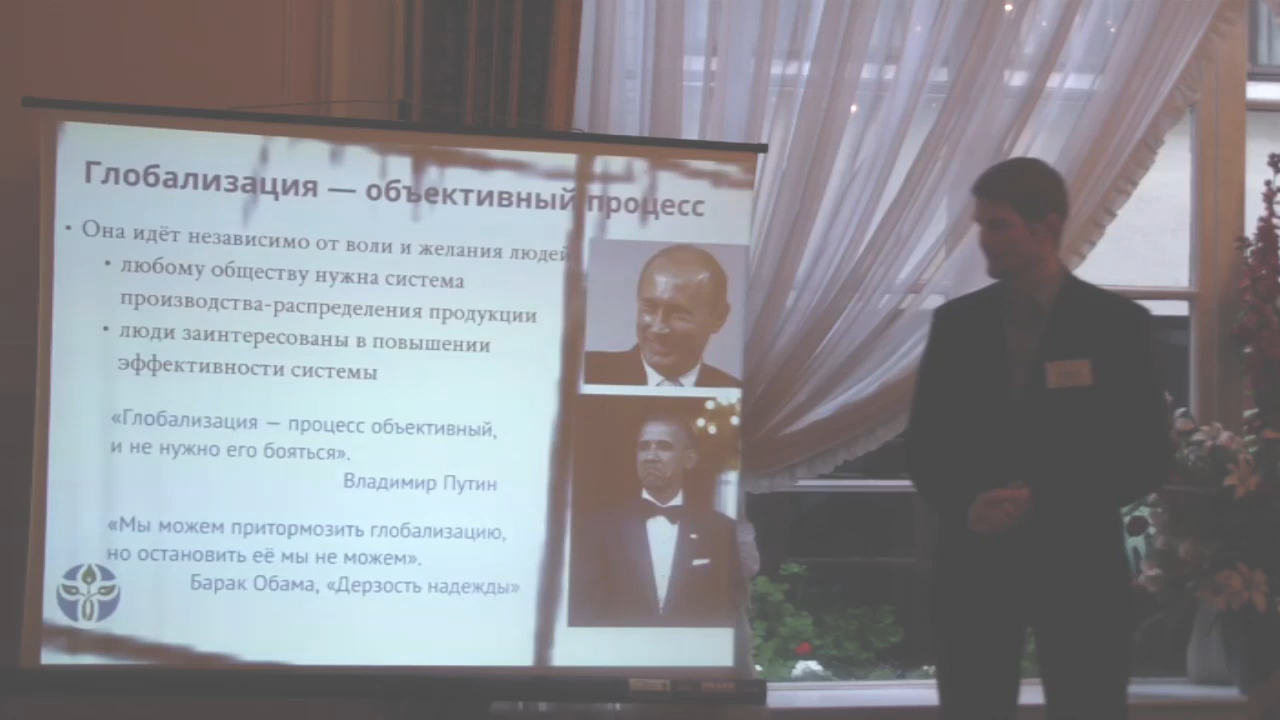 Глобализация — объективный процесс
• Она идёт независимо от воли и желания людей
• любому обществу нужна система
производства-распределения продукции
• люди заинтересованы в повышении
эффективности системы
«Глобализация — процесс объективный,
и не нужно его бояться».
Владимир Путин
«Мы можем притормозить глобализацию,
но остановить её мы не можем».
Барак Обама, «Дерзость надежды»